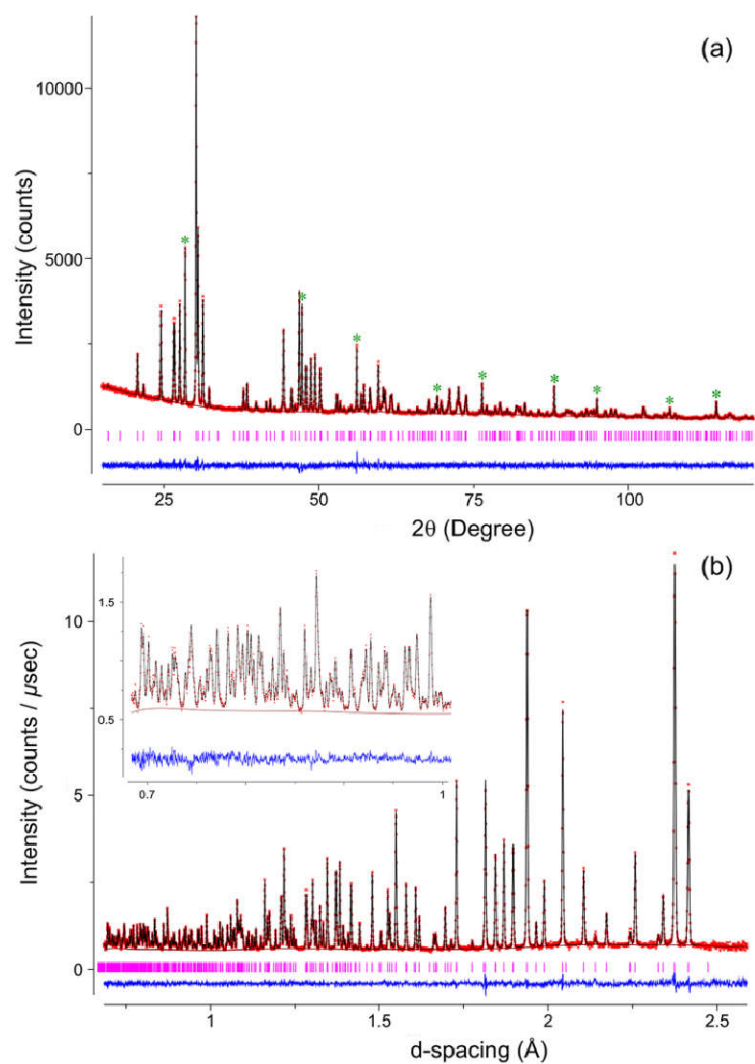 (a)
10000
5000
0
Intensity (counts)
* * * * * * * * * *
25 50 75 100
2θ (Degree)
(b)
10
5
0
Intensity (counts / μsec)
1.5
0.5
0.7 1
1 1.5 2 2.5
d-spacing (Å)